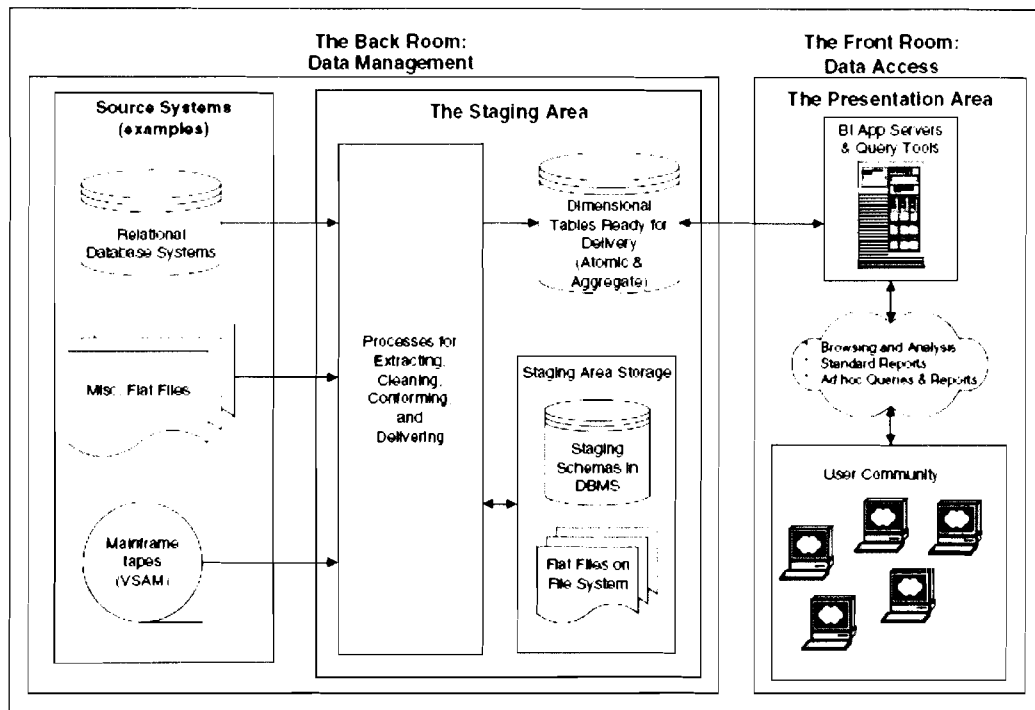 The Back Room:
Data Management
The Front Room:
Data Access
Source Systems
(examples)
Relational
Database Systems
Misc. Flat Files
Mainframe
tapes
(VSAM)
The Staging Area
Processes for
Extracting,
Cleaning,
Conforming,
and
Delivering
Dimensional
Tables Ready for
Delivery
(Atomic &
Aggregate)
Staging Area Storage
Staging
Schemas in
DBMS
Flat Files on
File System
The Presentation Area
BI App Servers
& Query Tools
• Browsing and Analysis
• Standard Reports
• Ad hoc Queries & Reports
User Community